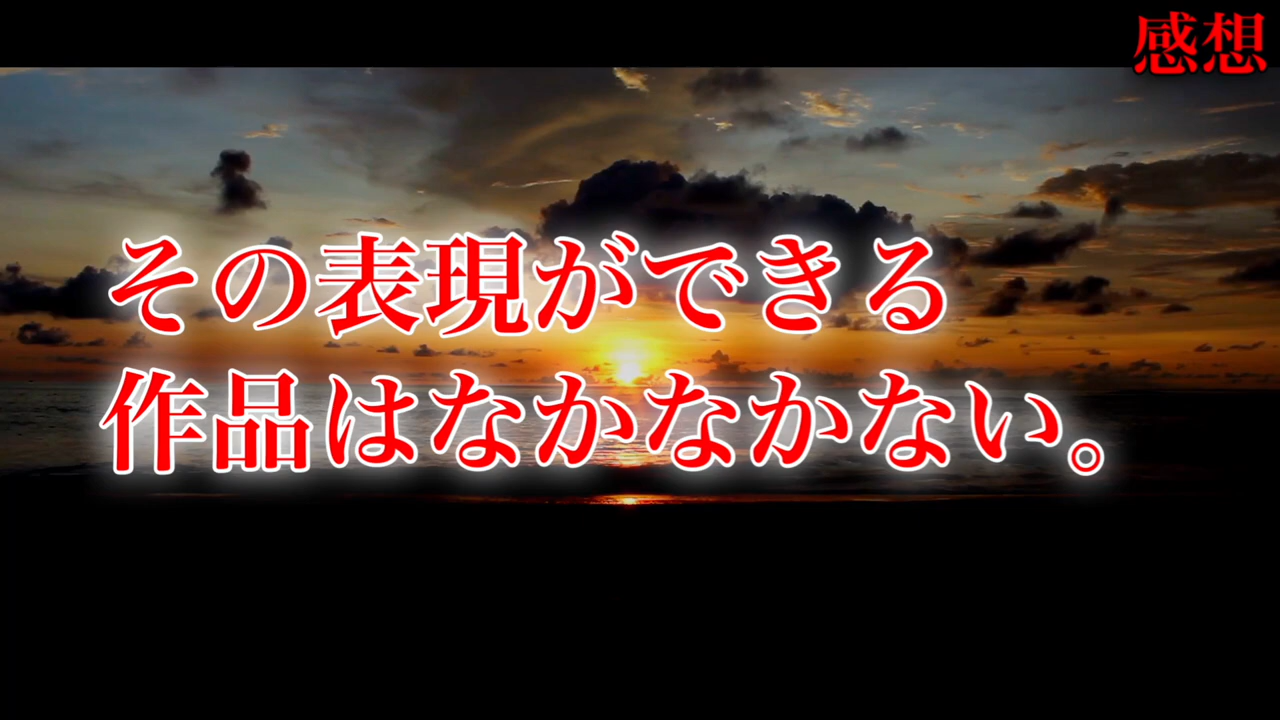 感想
その表現ができる
作品はなかなかない。